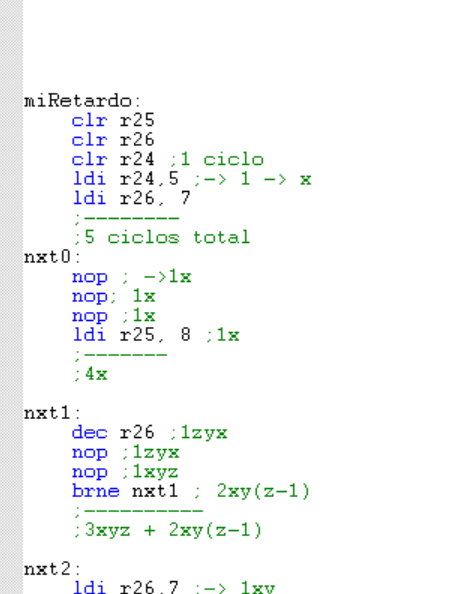 miRetardo:
clr r25
clr r26
clr r24 ;1 ciclo
ldi r24,5 ;-> 1 -> x
ldi r26, 7
;--------
;5 ciclos total
nxt0:
nop ; ->1x
nop; 1x
nop ;1x
ldi r25, 8 ;1x
;-------
;4x
nxt1:
dec r26 ;1zyx
nop ;1zyx
nop ;1xyz
brne nxt1 ; 2xy(z-1)
;----------
;3xyz + 2xy(z-1)
nxt2:
ldi r26,7 ;-> 1xy